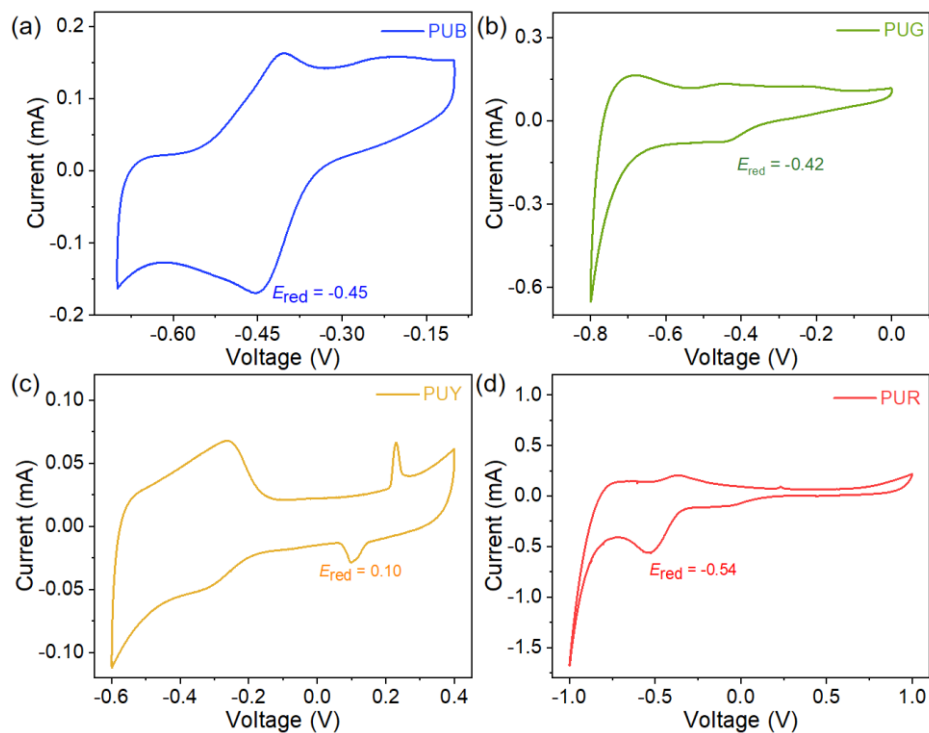 (a)
PUB
0.2
0.1
0.0
-0.1
-0.2
Current (mA)
E_red = -0.45
-0.60 -0.45 -0.30 -0.15
Voltage (V)
(b)
PUG
0.3
0.0
-0.3
-0.6
Current (mA)
E_red = -0.42
-0.8 -0.6 -0.4 -0.2 0.0
Voltage (V)
(c)
PUY
0.10
0.05
0.00
-0.05
-0.10
Current (mA)
E_red = 0.10
-0.6 -0.4 -0.2 0.0 0.2 0.4
Voltage (V)
(d)
PUR
1.0
0.5
0.0
-0.5
-1.0
-1.5
Current (mA)
E_red = -0.54
-1.0 -0.5 0.0 0.5 1.0
Voltage (V)